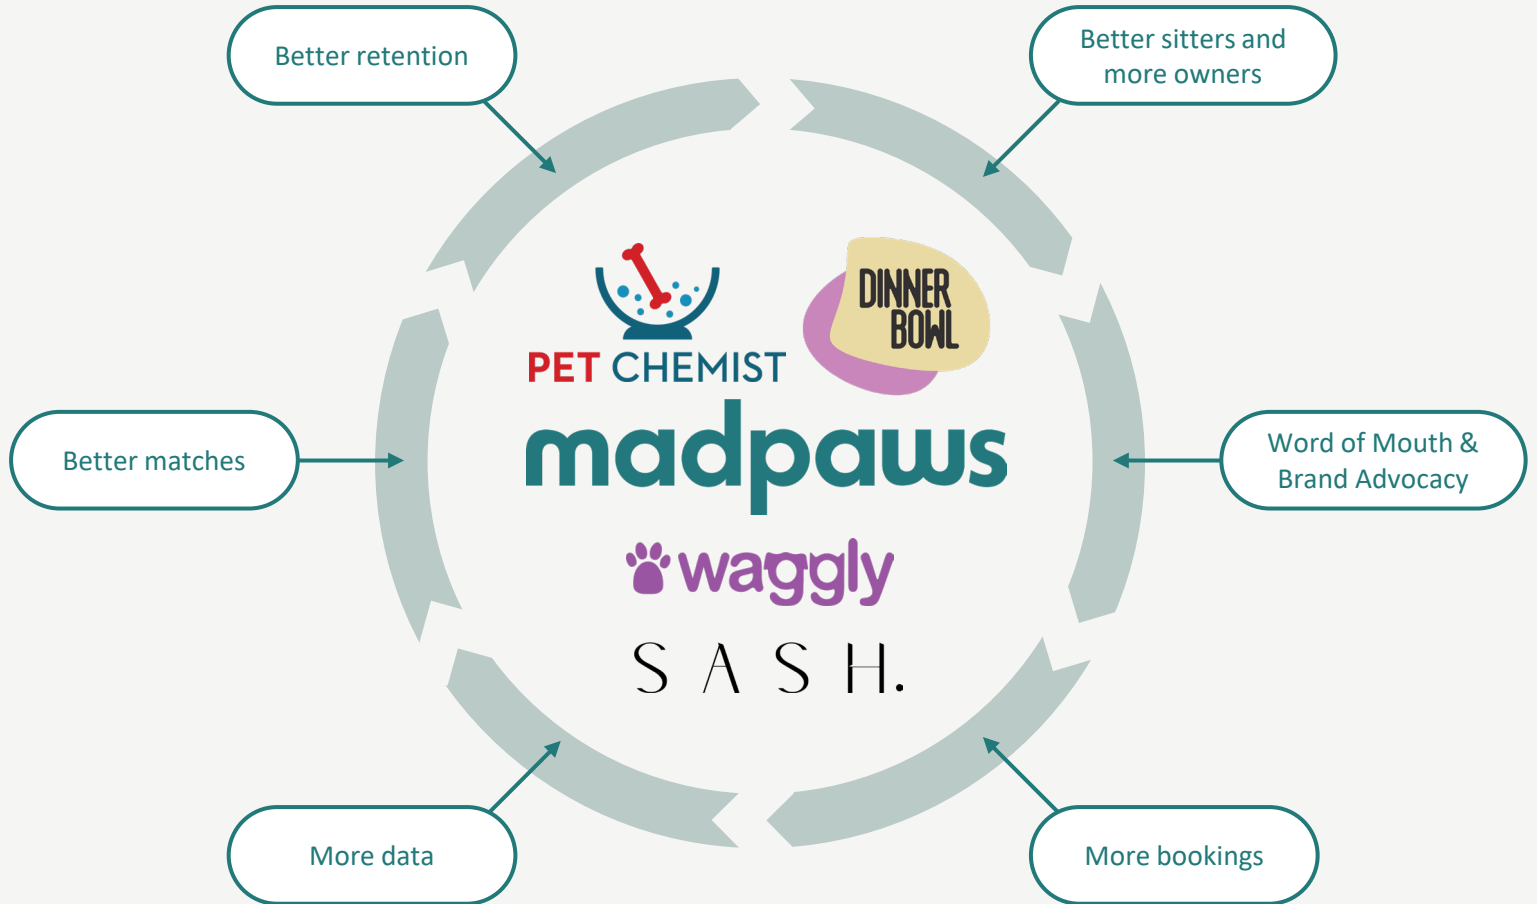 Better retention
Better sitters and
more owners
PET CHEMIST
DINNER
BOWL
madpaws
Better matches
Word of Mouth &
Brand Advocacy
waggly
SASH.
More data
More bookings